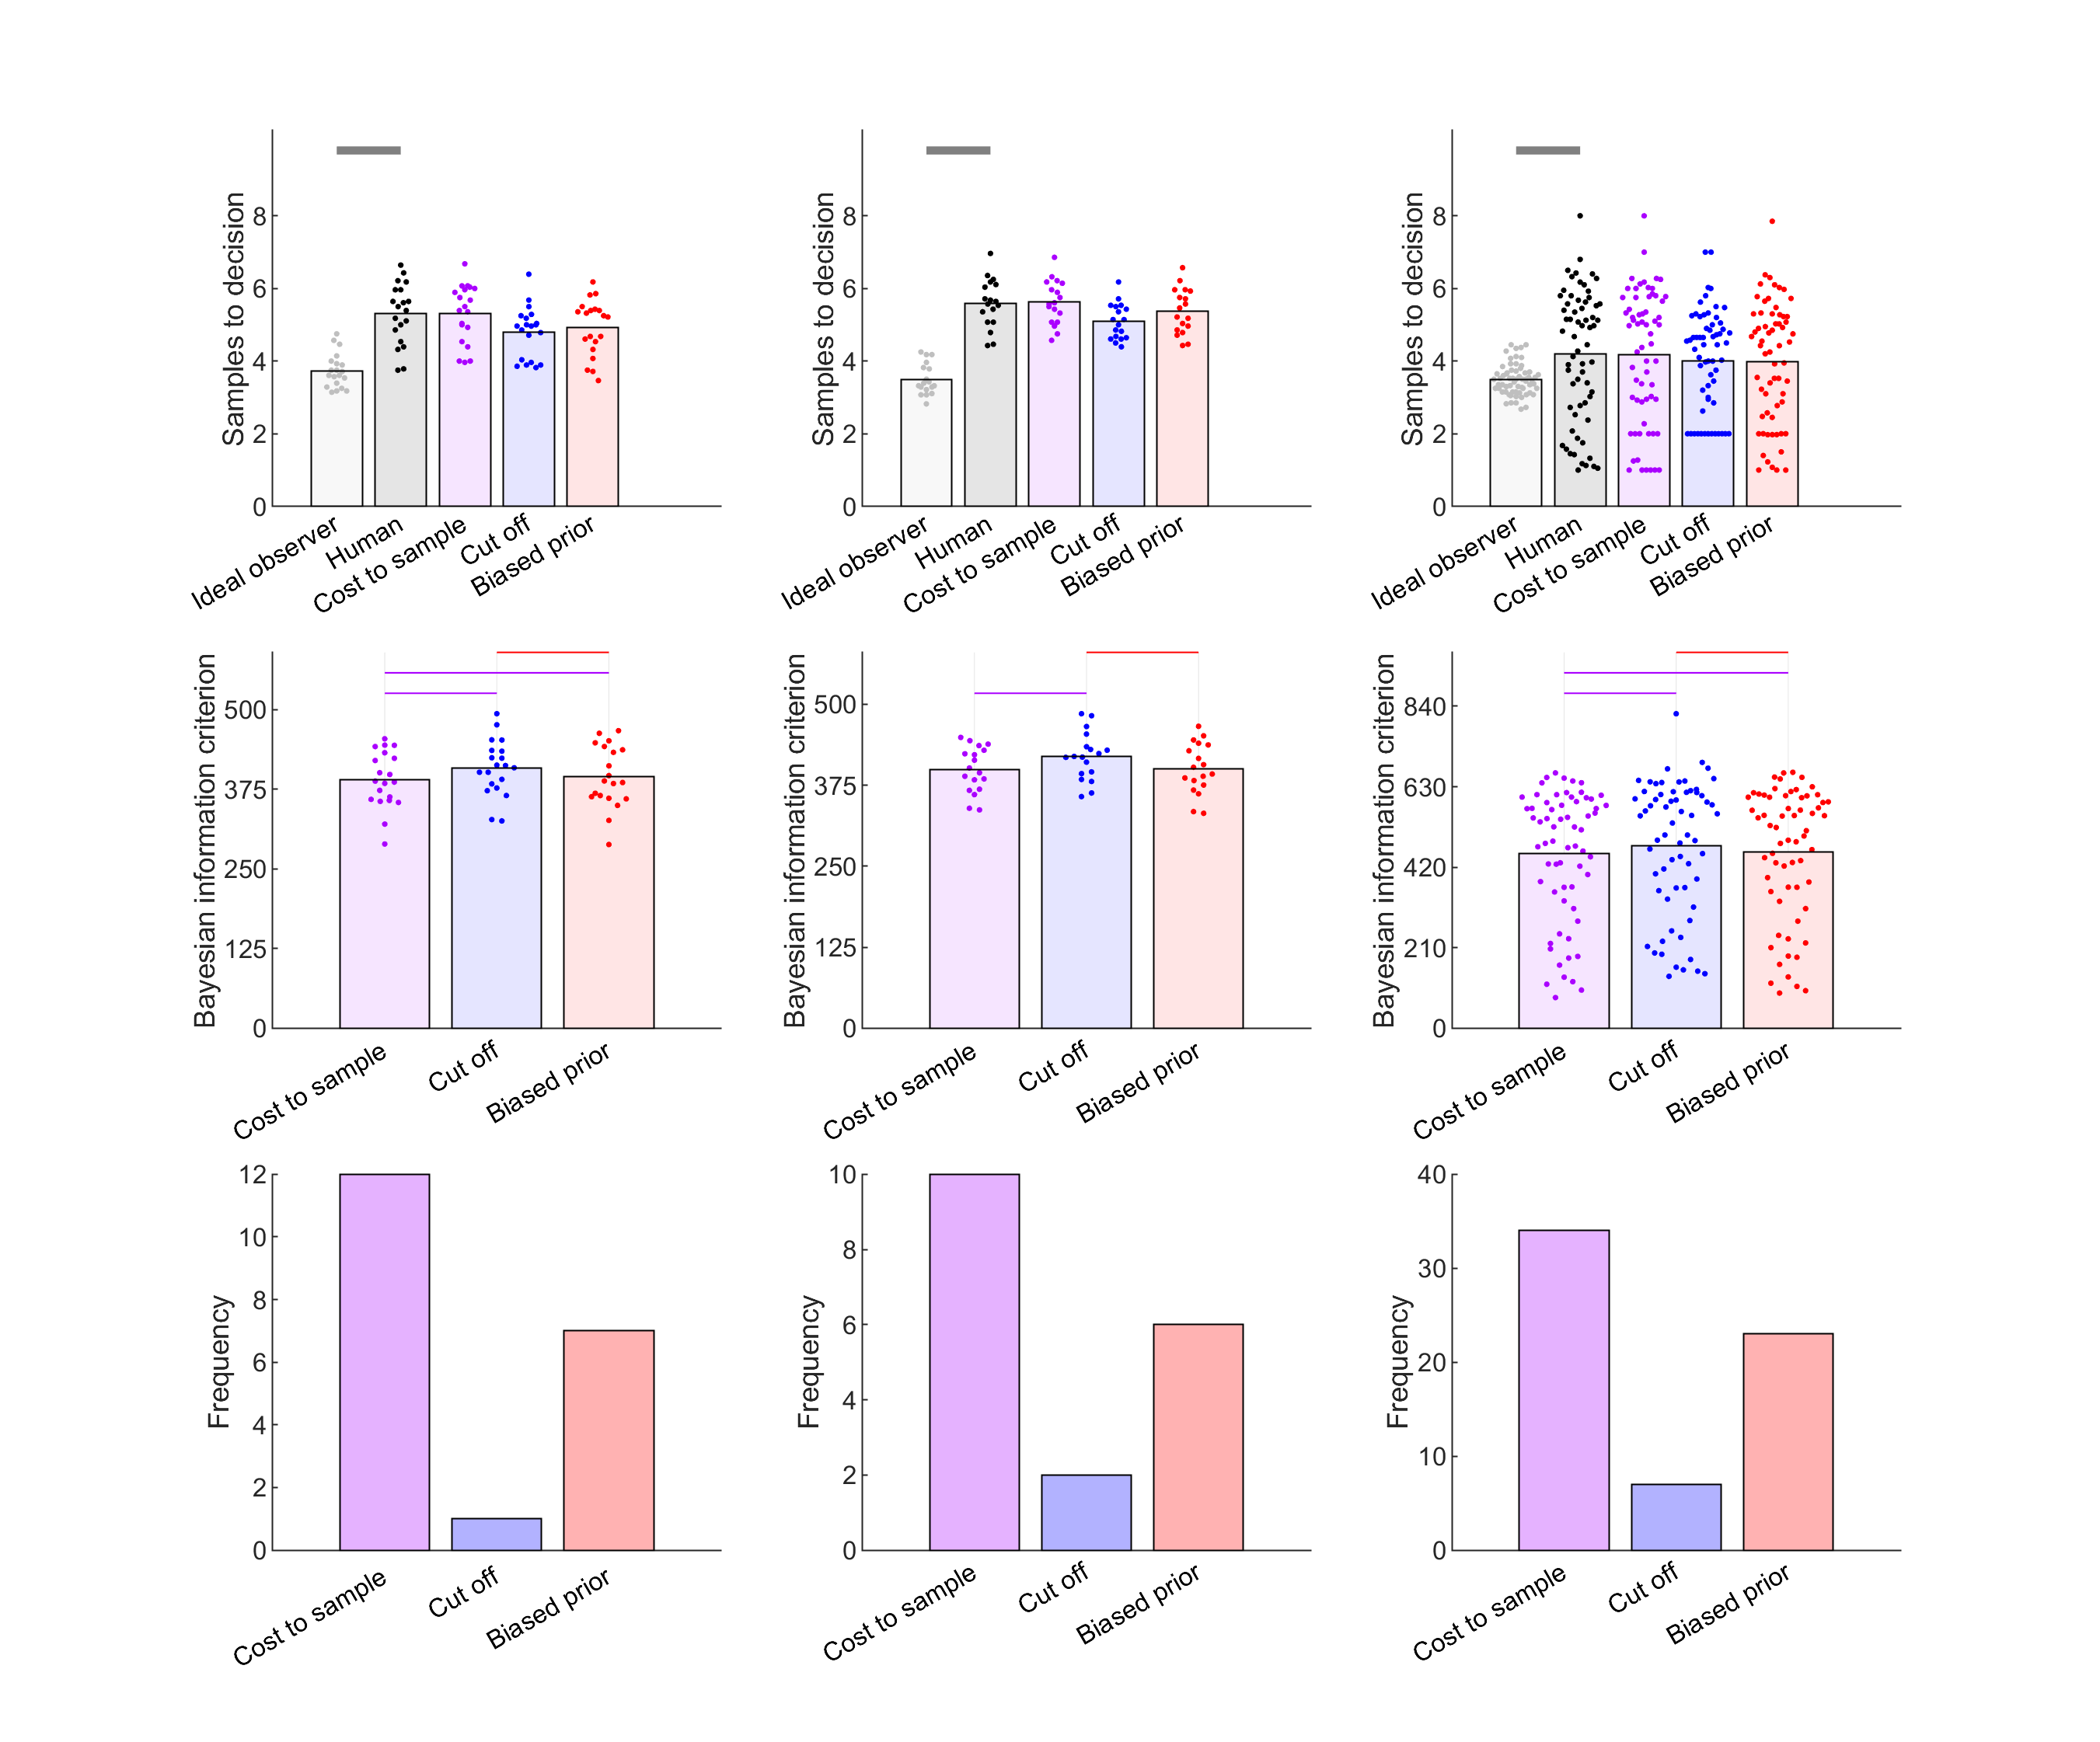 Samples to decision
8
6
4
2
0
Ideal observer
Human
Cost to sample
Cut off
Biased prior
Samples to decision
8
6
4
2
0
Ideal observer
Human
Cost to sample
Cut off
Biased prior
Samples to decision
8
6
4
2
0
Ideal observer
Human
Cost to sample
Cut off
Biased prior
Bayesian information criterion
500
375
250
125
0
Cost to sample
Cut off
Biased prior
Bayesian information criterion
500
375
250
125
0
Cost to sample
Cut off
Biased prior
Bayesian information criterion
840
630
420
210
0
Cost to sample
Cut off
Biased prior
Frequency
12
10
8
6
4
2
0
Cost to sample
Cut off
Biased prior
Frequency
10
8
6
4
2
0
Cost to sample
Cut off
Biased prior
Frequency
40
30
20
10
0
Cost to sample
Cut off
Biased prior